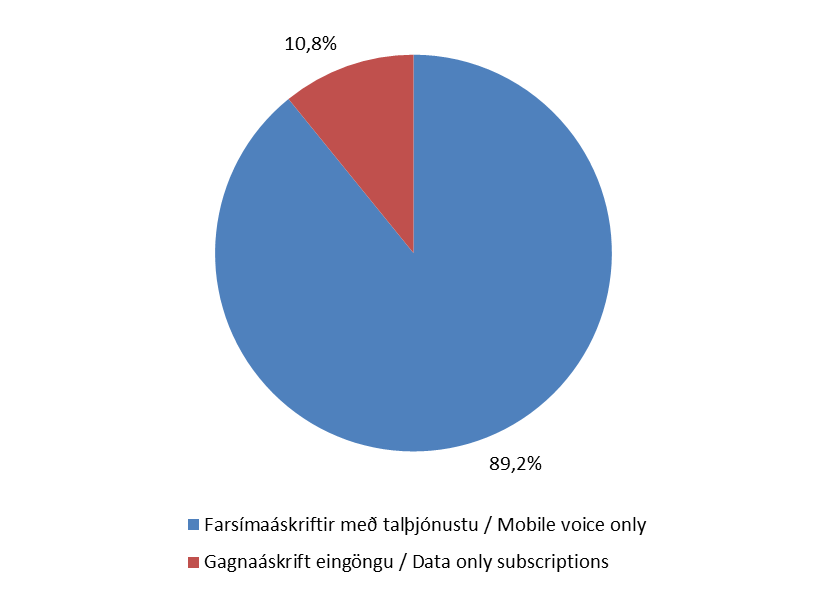 10,8%
89,2%
Farsímaáskriftir með talþjónustu / Mobile voice only
Gagnaáskrift eingöngu / Data only subscriptions